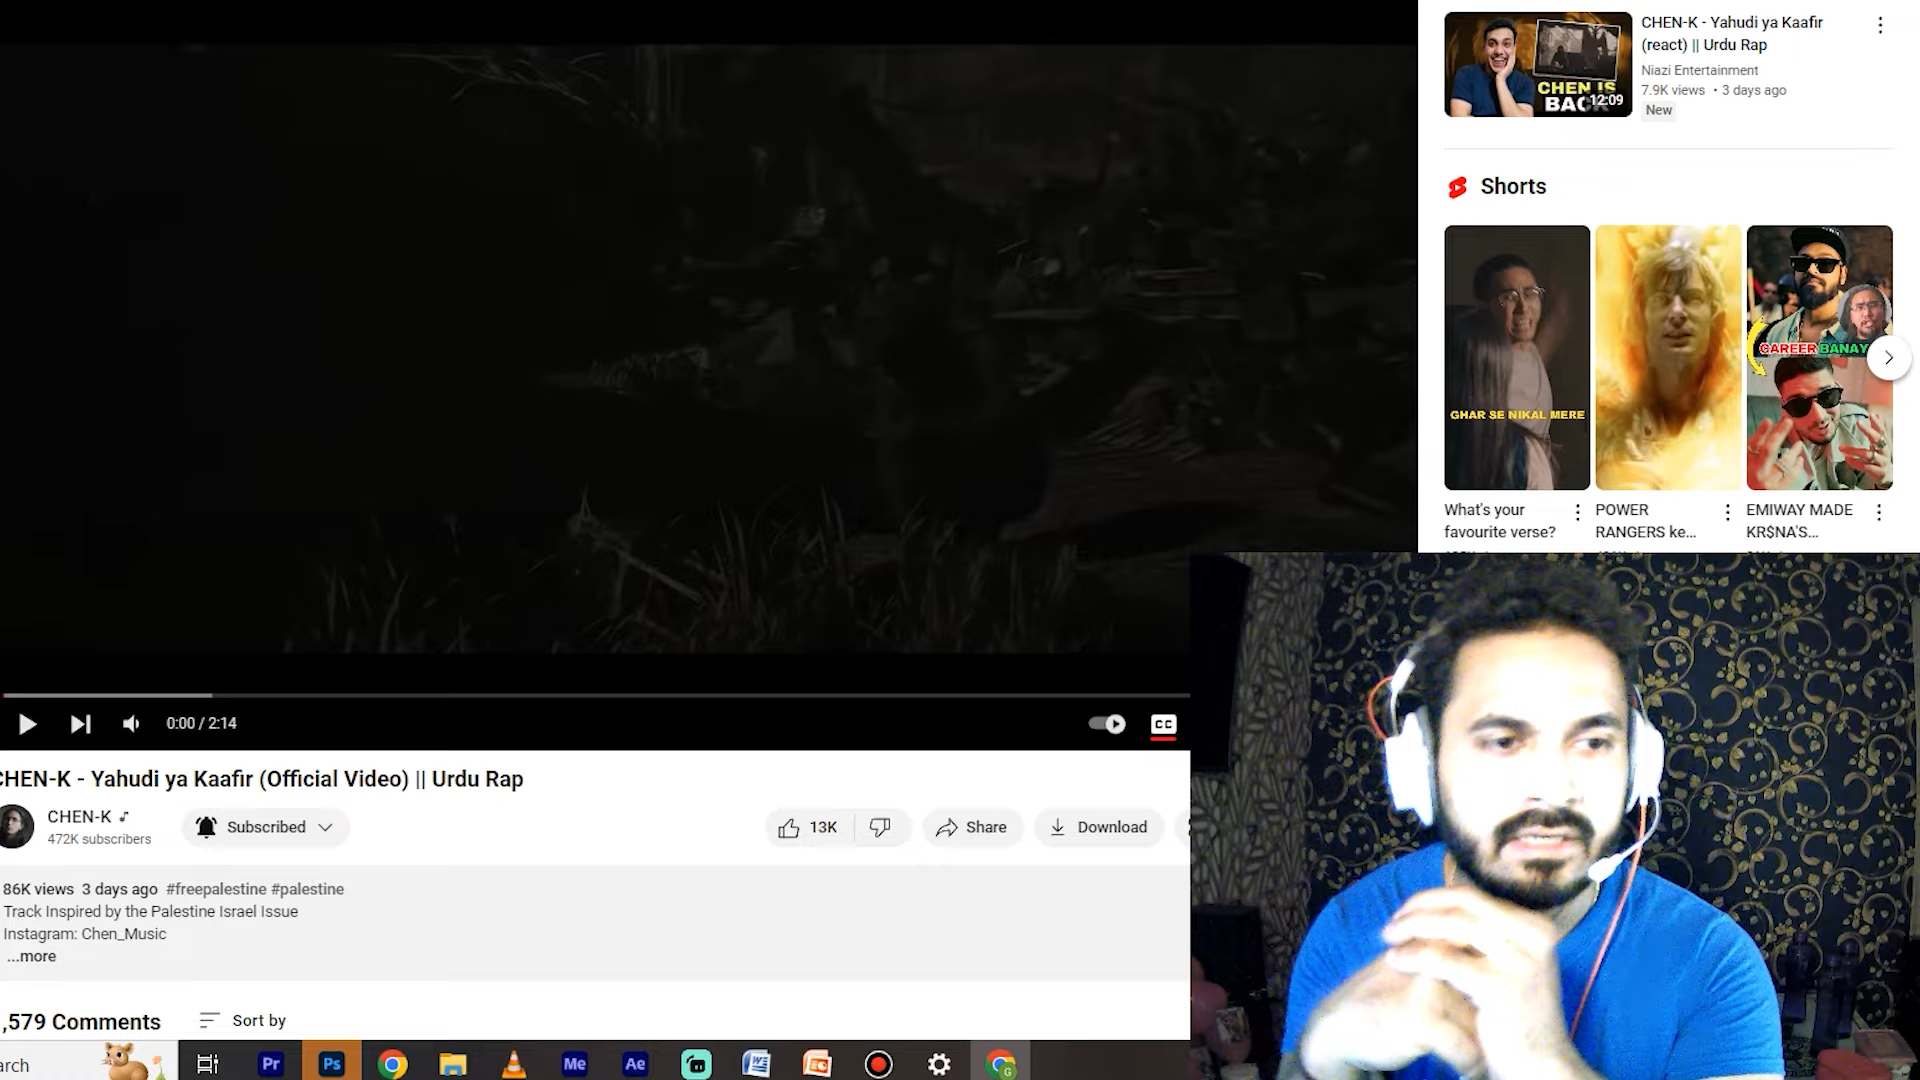 CHEN-K - Yahudi ya Kaafir
(react) || Urdu Rap
Niazi Entertainment
7.9K views • 3 days ago
New
CHEN IS
BACK
12:09
Shorts
GHAR SE NIKAL MERE
CAREER BANAY
What's your
favourite verse?
POWER
RANGERS ke...
EMIWAY MADE
KR$NA'S...
0:00 / 2:14
CC
CHEN-K - Yahudi ya Kaafir (Official Video) || Urdu Rap
CHEN-K
472K subscribers
Subscribed
13K
Share
Download
86K views 3 days ago #freepalestine #palestine
Track Inspired by the Palestine Israel Issue
Instagram: Chen_Music
...more
,579 Comments
Sort by
arch
Pr
Ps
Me
Ae
G